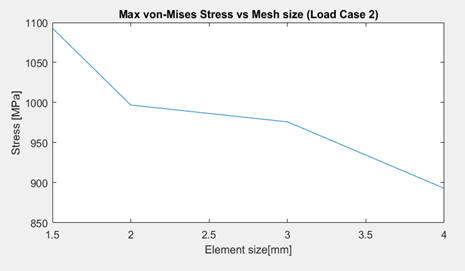 Max von-Mises Stress vs Mesh size (Load Case 2)
1100
1050
1000
950
900
850
Stress [MPa]
1.5 2 2.5 3 3.5 4
Element size[mm]